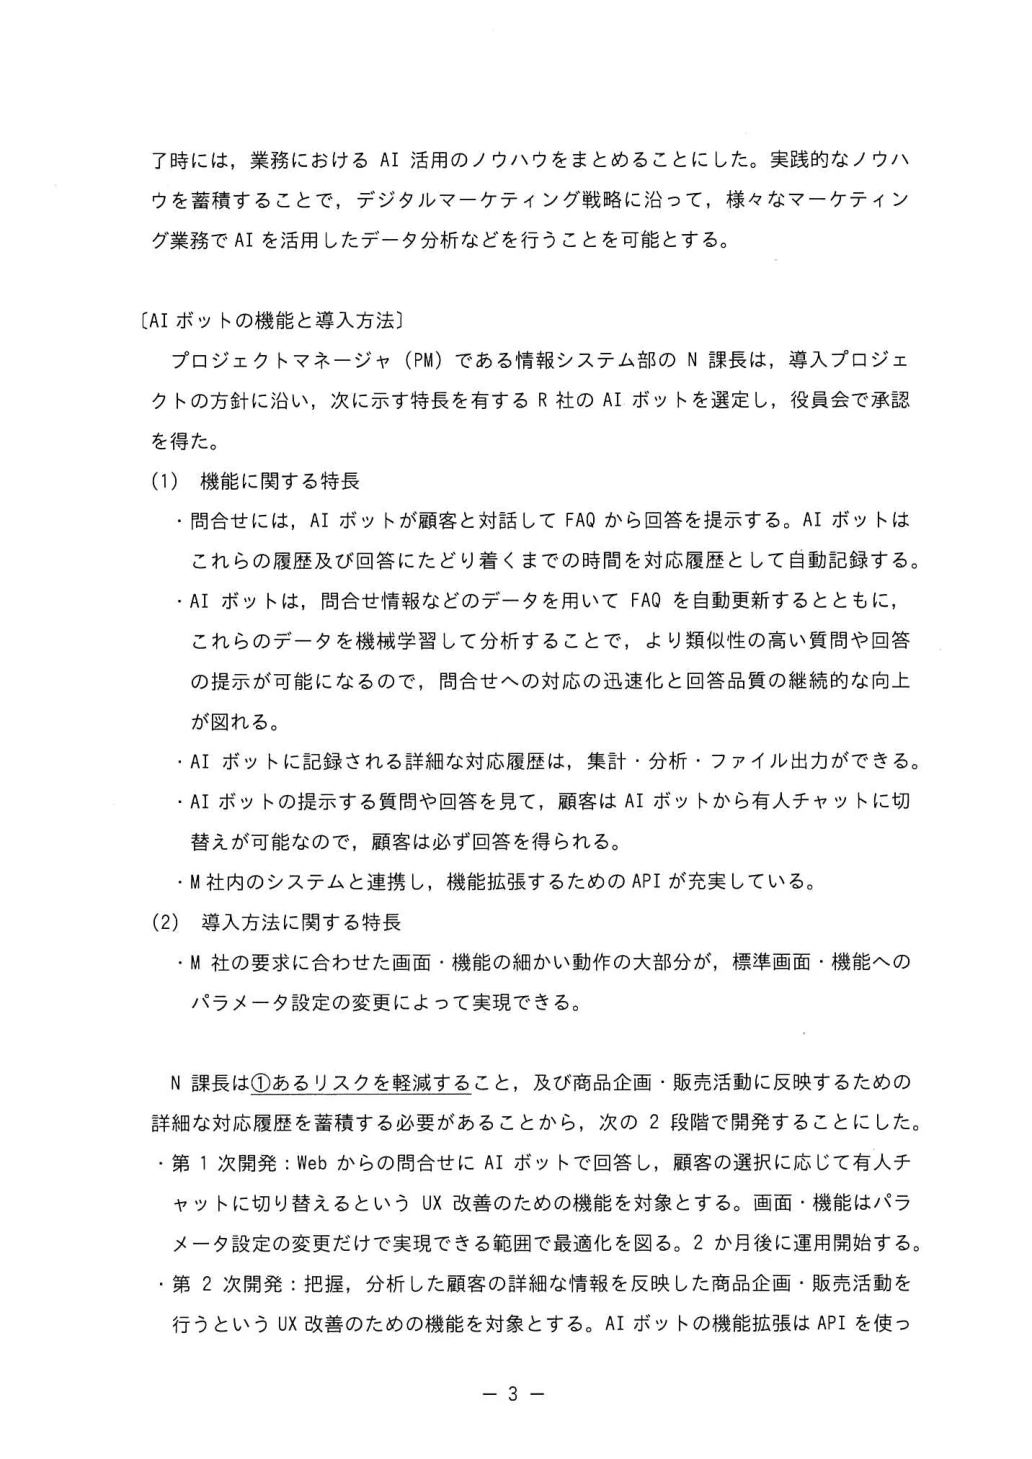 了時には，業務における AI 活用のノウハウをまとめることにした。実践的なノウハ
ウを蓄積することで，デジタルマーケティング戦略に沿って，様々なマーケティン
グ業務で AI を活用したデータ分析などを行うことを可能とする。
〔AI ボットの機能と導入方法〕
プロジェクトマネージャ（PM）である情報システム部の N 課長は，導入プロジェ
クトの方針に沿い，次に示す特長を有する R 社の AI ボットを選定し，役員会で承認
を得た。
(1) 機能に関する特長
・問合せには，AI ボットが顧客と対話して FAQ から回答を提示する。AI ボットは
これらの履歴及び回答にたどり着くまでの時間を対応履歴として自動記録する。
・AI ボットは，問合せ情報などのデータを用いて FAQ を自動更新するとともに，
これらのデータを機械学習して分析することで，より類似性の高い質問や回答
の提示が可能になるので，問合せへの対応の迅速化と回答品質の継続的な向上
が図れる。
・AI ボットに記録される詳細な対応履歴は，集計・分析・ファイル出力ができる。
・AI ボットの提示する質問や回答を見て，顧客は AI ボットから有人チャットに切
替えが可能なので，顧客は必ず回答を得られる。
・M 社内のシステムと連携し，機能拡張するための API が充実している。
(2) 導入方法に関する特長
・M 社の要求に合わせた画面・機能の細かい動作の大部分が，標準画面・機能への
パラメータ設定の変更によって実現できる。
N 課長は①あるリスクを軽減すること，及び商品企画・販売活動に反映するための
詳細な対応履歴を蓄積する必要があることから，次の 2 段階で開発することにした。
・第 1 次開発：Web からの問合せに AI ボットで回答し，顧客の選択に応じて有人チ
ャットに切り替えるという UX 改善のための機能を対象とする。画面・機能はパラ
メータ設定の変更だけで実現できる範囲で最適化を図る。2 か月後に運用開始する。
・第 2 次開発：把握，分析した顧客の詳細な情報を反映した商品企画・販売活動を
行うという UX 改善のための機能を対象とする。AI ボットの機能拡張は API を使っ
－ 3 －